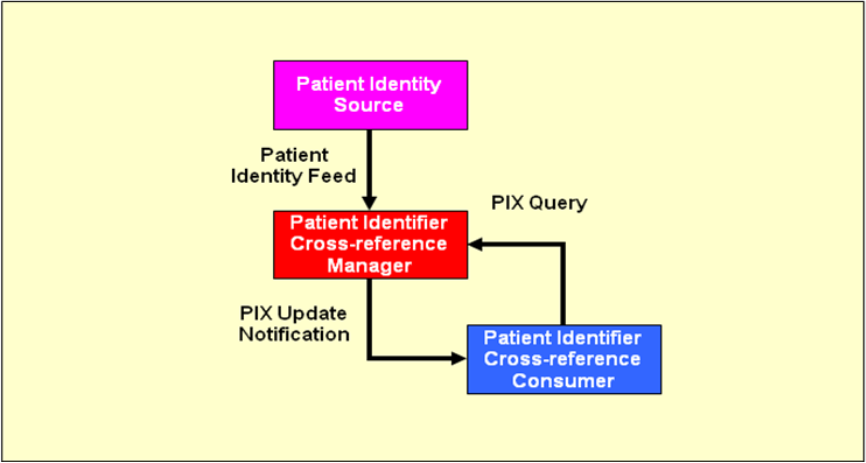 Patient Identity
Source
Patient
Identity Feed
PIX Query
Patient Identifier
Cross-reference
Manager
PIX Update
Notification
Patient Identifier
Cross-reference
Consumer